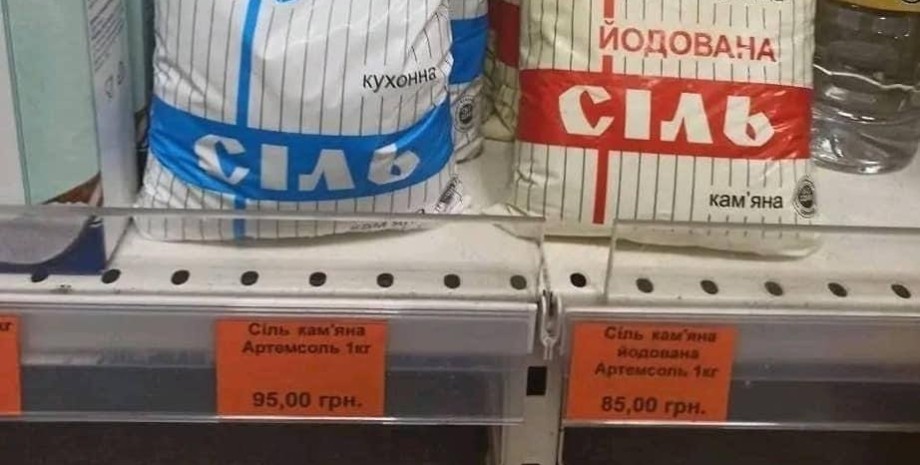 кухонна
СІЛЬ
ЙОДОВАНА
СІЛЬ
кам'яна
кг
Сіль кам'яна
Артемсоль 1кг
95,00 грн.
Сіль кам'яна
йодована
Артемсоль 1кг
85,00 грн.